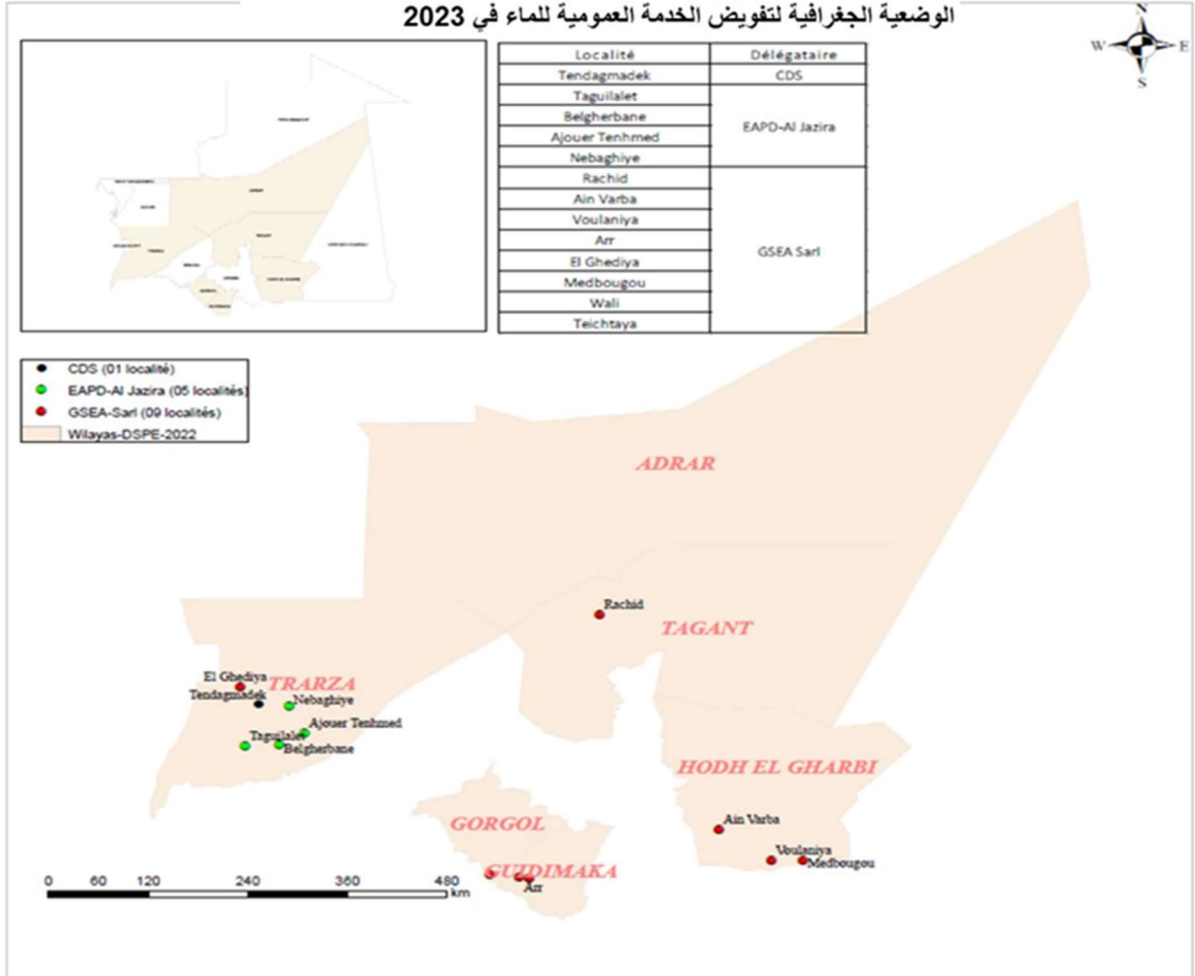 الوضعية الجغرافية لتفويض الخدمة العمومية للماء في 2023
N
W E
S
Localité Délégataire
Tendagmadek CDS
Taguilalet
Belgherbane
EAPD-Al Jazira
Ajouer Tenhmed
Nebaghiye
Rachid
Ain Varba
Voulaniya
Arr
GSEA Sarl
El Ghediya
Medbougou
Wali
Teichtaya
CDS (01 localité)
EAPD-Al Jazira (05 localités)
GSEA-Sarl (09 localités)
Wilayas-DSPE-2022
ADRAR
Rachid
TAGANT
El Ghediya
TRARZA
Tendagmadek
Nebaghiye
Ajouer Tenhmed
Taguilalet
Belgherbane
HODH EL GHARBI
Ain Varba
GORGOL
Voulaniya
Medbougou
GUIDIMAKA
Arr
0 60 120 240 360 480
km